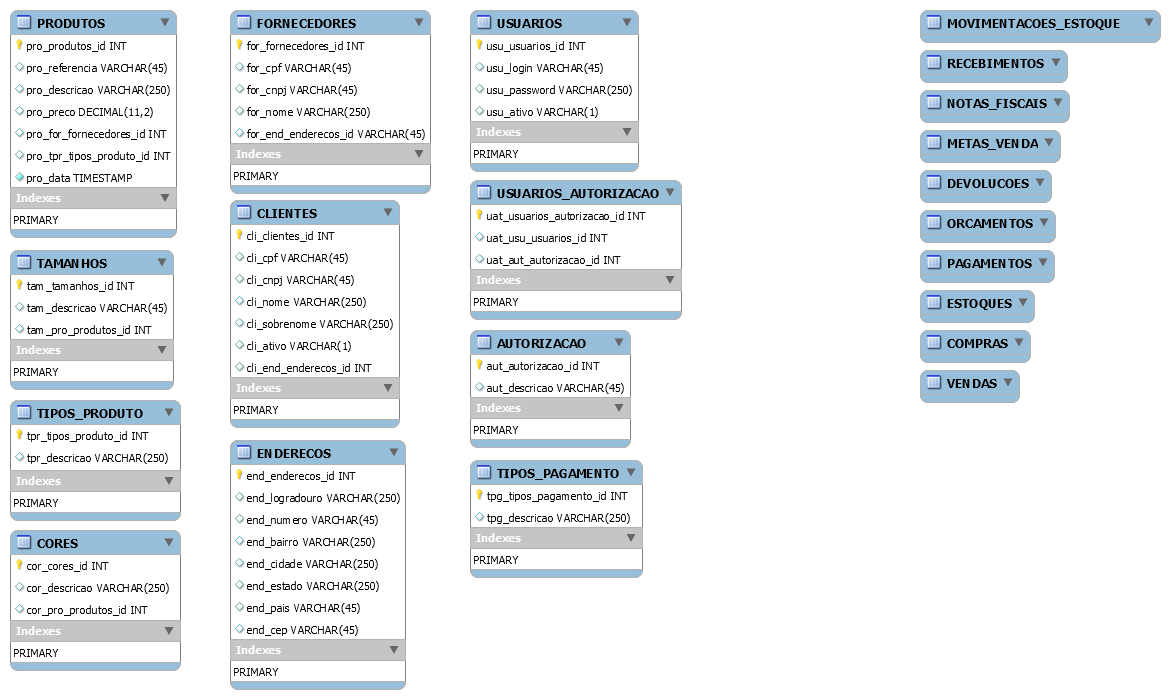 PRODUTOS
pro_produtos_id INT
pro_referencia VARCHAR(45)
pro_descricao VARCHAR(250)
pro_preco DECIMAL(11,2)
pro_for_fornecedores_id INT
pro_tpr_tipos_produto_id INT
pro_data TIMESTAMP
Indexes
PRIMARY
TAMANHOS
tam_tamanhos_id INT
tam_descricao VARCHAR(45)
tam_pro_produtos_id INT
Indexes
PRIMARY
TIPOS_PRODUTO
tpr_tipos_produto_id INT
tpr_descricao VARCHAR(250)
Indexes
PRIMARY
CORES
cor_cores_id INT
cor_descricao VARCHAR(250)
cor_pro_produtos_id INT
Indexes
PRIMARY
FORNECEDORES
for_fornecedores_id INT
for_cpf VARCHAR(45)
for_cnpj VARCHAR(45)
for_nome VARCHAR(250)
for_end_enderecos_id VARCHAR(45)
Indexes
PRIMARY
CLIENTES
cli_clientes_id INT
cli_cpf VARCHAR(45)
cli_cnpj VARCHAR(45)
cli_nome VARCHAR(250)
cli_sobrenome VARCHAR(250)
cli_ativo VARCHAR(1)
cli_end_enderecos_id INT
Indexes
PRIMARY
ENDERECOS
end_enderecos_id INT
end_logradouro VARCHAR(250)
end_numero VARCHAR(45)
end_bairro VARCHAR(250)
end_cidade VARCHAR(250)
end_estado VARCHAR(250)
end_pais VARCHAR(45)
end_cep VARCHAR(45)
Indexes
PRIMARY
USUARIOS
usu_usuarios_id INT
usu_login VARCHAR(45)
usu_password VARCHAR(250)
usu_ativo VARCHAR(1)
Indexes
PRIMARY
USUARIOS_AUTORIZACAO
uat_usuarios_autorizacao_id INT
uat_usu_usuarios_id INT
uat_aut_autorizacao_id INT
Indexes
PRIMARY
AUTORIZACAO
aut_autorizacao_id INT
aut_descricao VARCHAR(45)
Indexes
PRIMARY
TIPOS_PAGAMENTO
tpg_tipos_pagamento_id INT
tpg_descricao VARCHAR(250)
Indexes
PRIMARY
MOVIMENTACOES_ESTOQUE
RECEBIMENTOS
NOTAS_FISCAIS
METAS_VENDA
DEVOLUCOES
ORCAMENTOS
PAGAMENTOS
ESTOQUES
COMPRAS
VENDAS